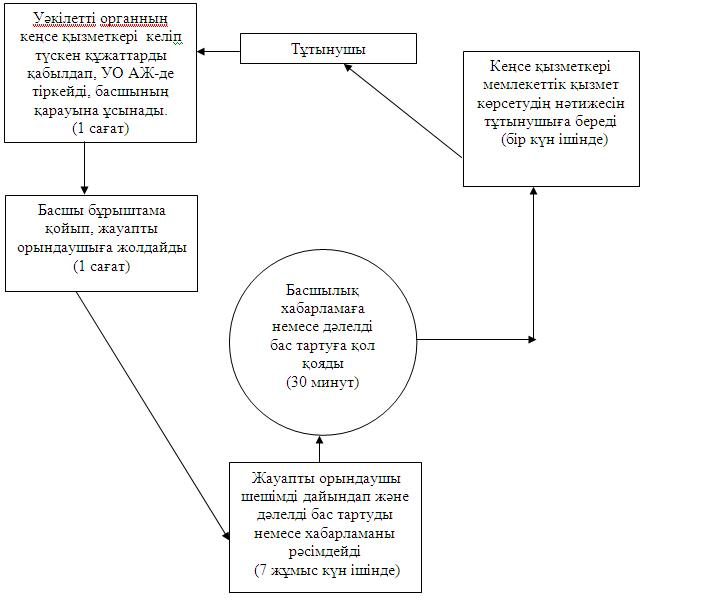 Уәкілетті органның
кеңсе қызметкері келіп
түскен құжаттарды
қабылдап, УО АЖ-де
тіркейді, басшының
қарауына ұсынады.
(1 сағат)
Тұтынушы
Кеңсе қызметкері
мемлекеттік қызмет
көрсетудің нәтижесін
тұтынушыға береді
(бір күн ішінде)
Басшы бұрыштама
қойып, жауапты
орындаушыға жолдайды
(1 сағат)
Басшылық
хабарламаға
немесе дәлелді
бас тартуға қол
қояды
(30 минут)
Жауапты орындаушы
шешімді дайындап және
дәлелді бас тартуды
немесе хабарламаны
рәсімдейді
(7 жұмыс күн ішінде)